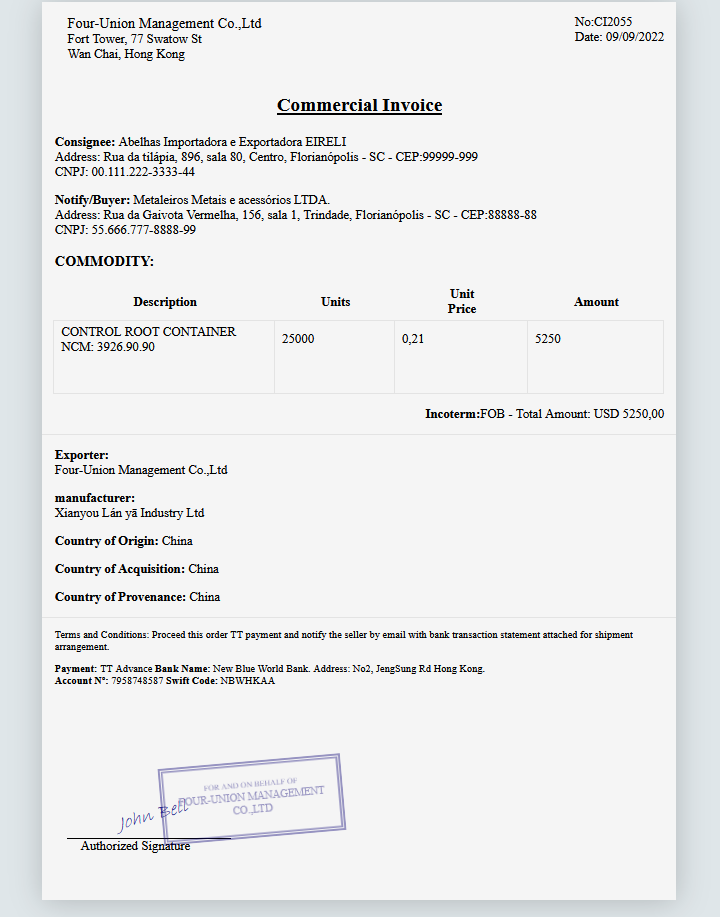 Four-Union Management Co.,Ltd
Fort Tower, 77 Swatow St
Wan Chai, Hong Kong
No:CI2055
Date: 09/09/2022
Commercial Invoice
Consignee: Abelhas Importadora e Exportadora EIRELI
Address: Rua da tilápia, 896, sala 80, Centro, Florianópolis - SC - CEP:99999-999
CNPJ: 00.111.222-3333-44
Notify/Buyer: Metaleiros Metais e acessórios LTDA.
Address: Rua da Gaivota Vermelha, 156, sala 1, Trindade, Florianópolis - SC - CEP:88888-88
CNPJ: 55.666.777-8888-99
COMMODITY:
Description Units Unit Price Amount
CONTROL ROOT CONTAINER
NCM: 3926.90.90
25000 0,21 5250
Incoterm:FOB - Total Amount: USD 5250,00
Exporter:
Four-Union Management Co.,Ltd
manufacturer:
Xianyou Lán yā Industry Ltd
Country of Origin: China
Country of Acquisition: China
Country of Provenance: China
Terms and Conditions: Proceed this order TT payment and notify the seller by email with bank transaction statement attached for shipment
arrangement.
Payment: TT Advance Bank Name: New Blue World Bank. Address: No2, JengSung Rd Hong Kong.
Account Nº: 7958748587 Swift Code: NBWHKAA
FOR AND ON BEHALF OF
FOUR-UNION MANAGEMENT
CO.,LTD
John Bell
Authorized Signature